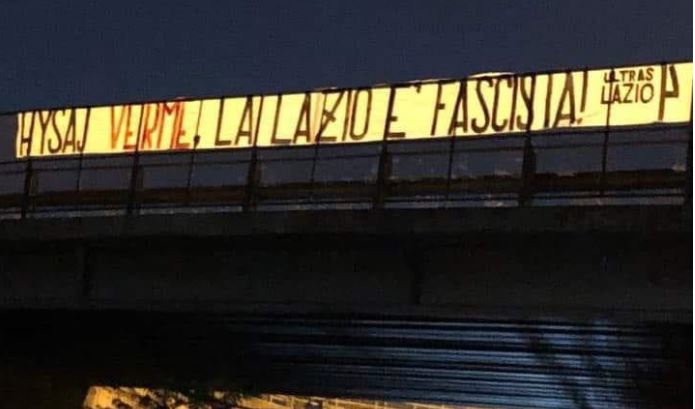 HYSAJ VERME, LA LAZIO E' FASCISTA!
ULTRAS
LAZIO